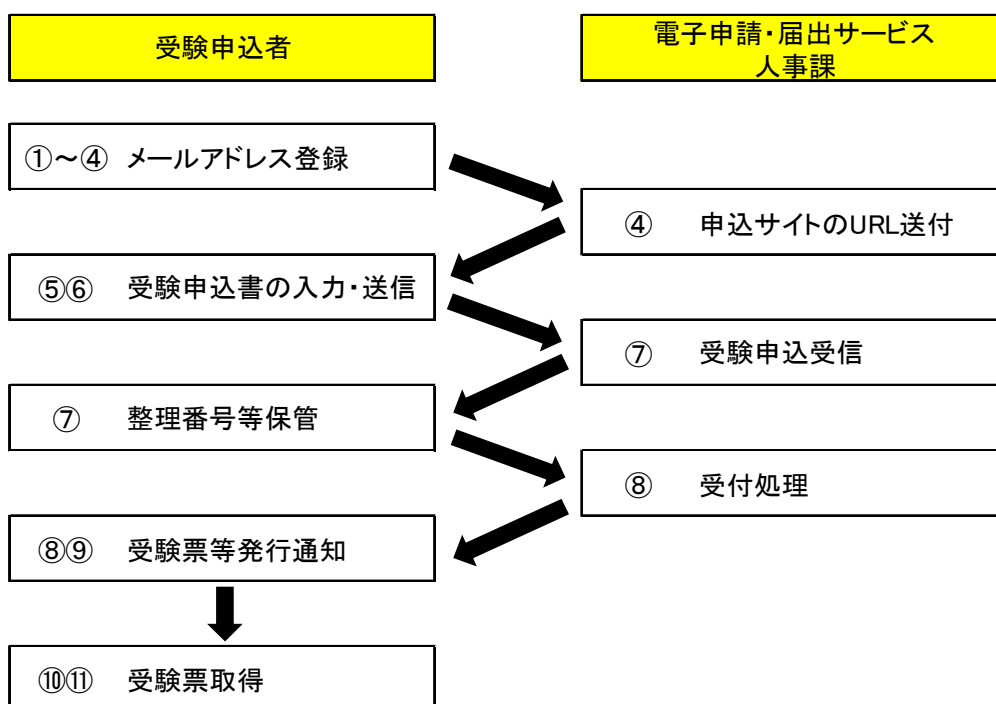 受験申込者
電子申請・届出サービス
人事課
①～④ メールアドレス登録
④ 申込サイトのURL送付
⑤⑥ 受験申込書の入力・送信
⑦ 受験申込受信
⑦ 整理番号等保管
⑧ 受付処理
⑧⑨ 受験票等発行通知
⑩⑪ 受験票取得